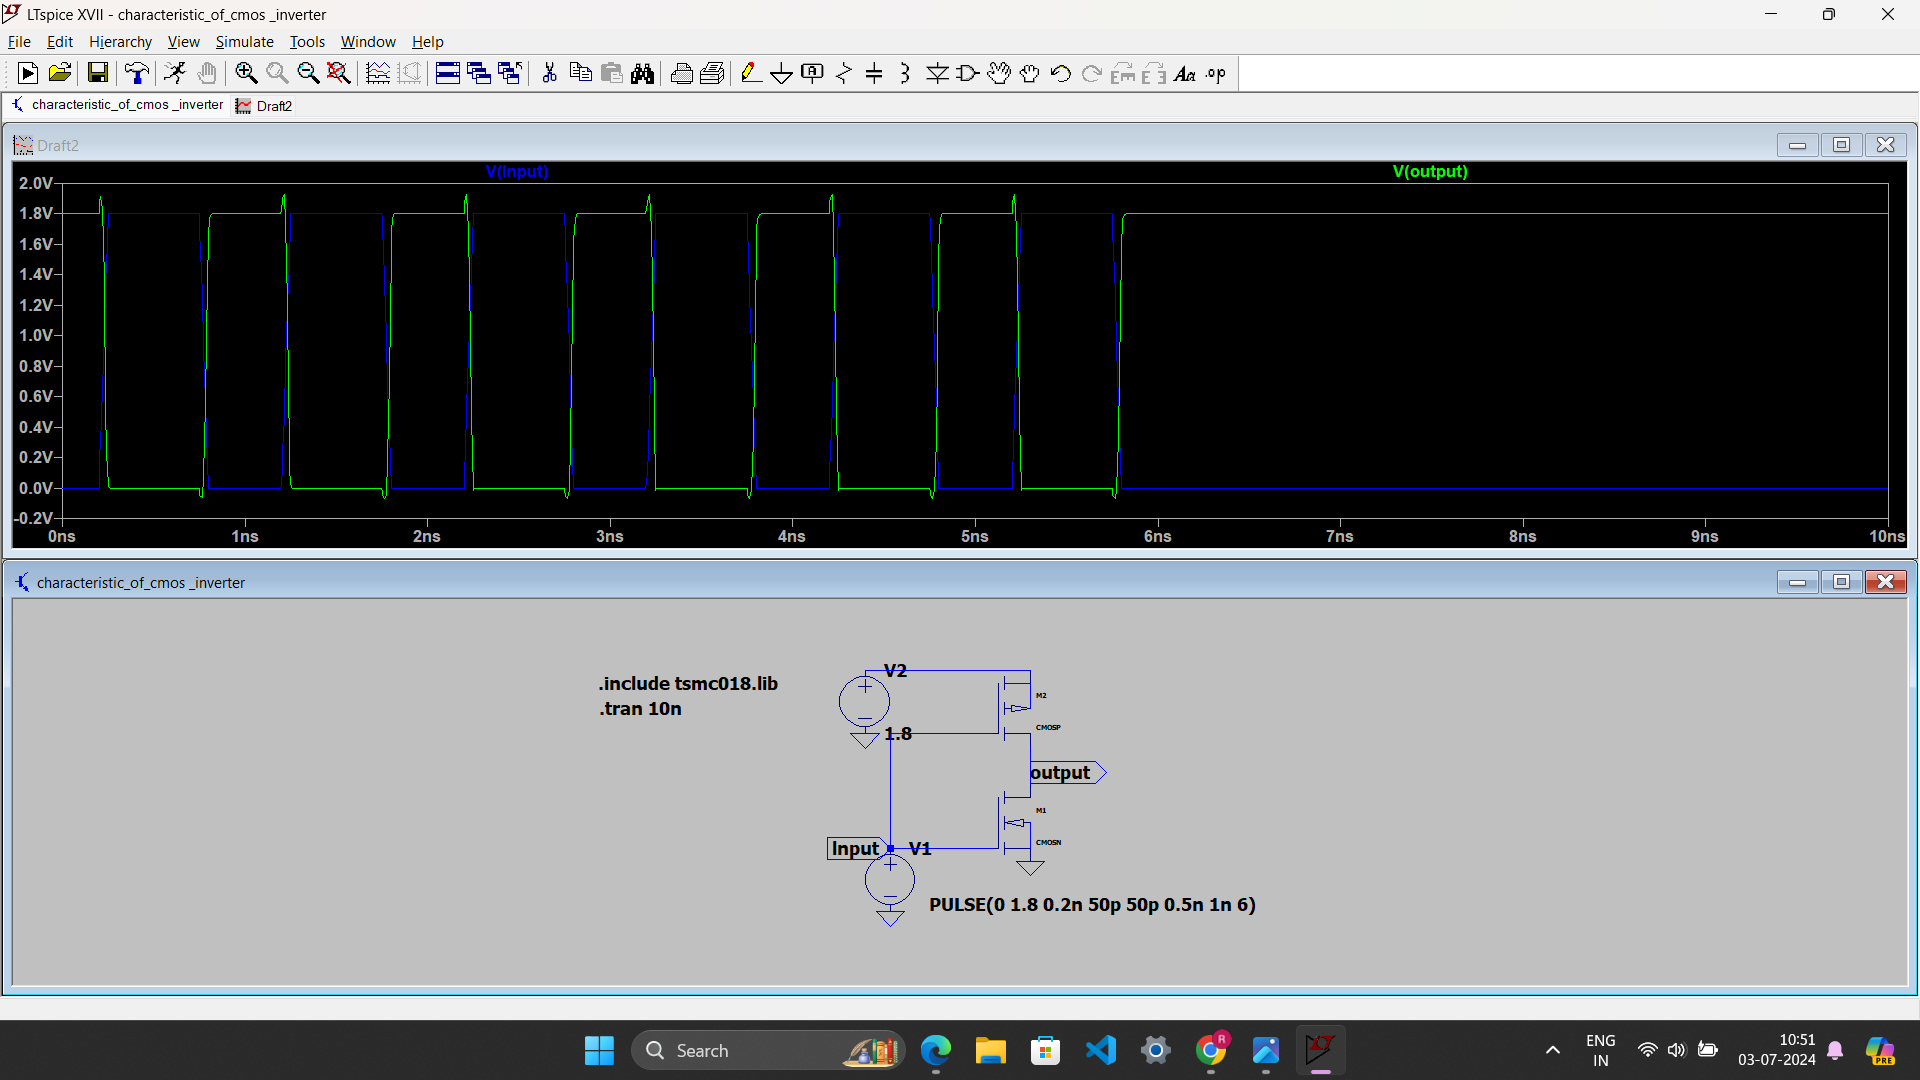 LTspice XVII - characteristic_of_cmos _inverter
File Edit Hierarchy View Simulate Tools Window Help
.op
characteristic_of_cmos _inverter Draft2
Draft2
V(Input) V(output)
2.0V
1.8V
1.6V
1.4V
1.2V
1.0V
0.8V
0.6V
0.4V
0.2V
0.0V
-0.2V
0ns 1ns 2ns 3ns 4ns 5ns 6ns 7ns 8ns 9ns 10ns
characteristic_of_cmos _inverter
V2
.include tsmc018.lib
.tran 10n
M2
CMOSP
1.8
output
M1
CMOSN
Input V1
PULSE(0 1.8 0.2n 50p 50p 0.5n 1n 6)
Search
R
ENG
IN
10:51
03-07-2024
PRE